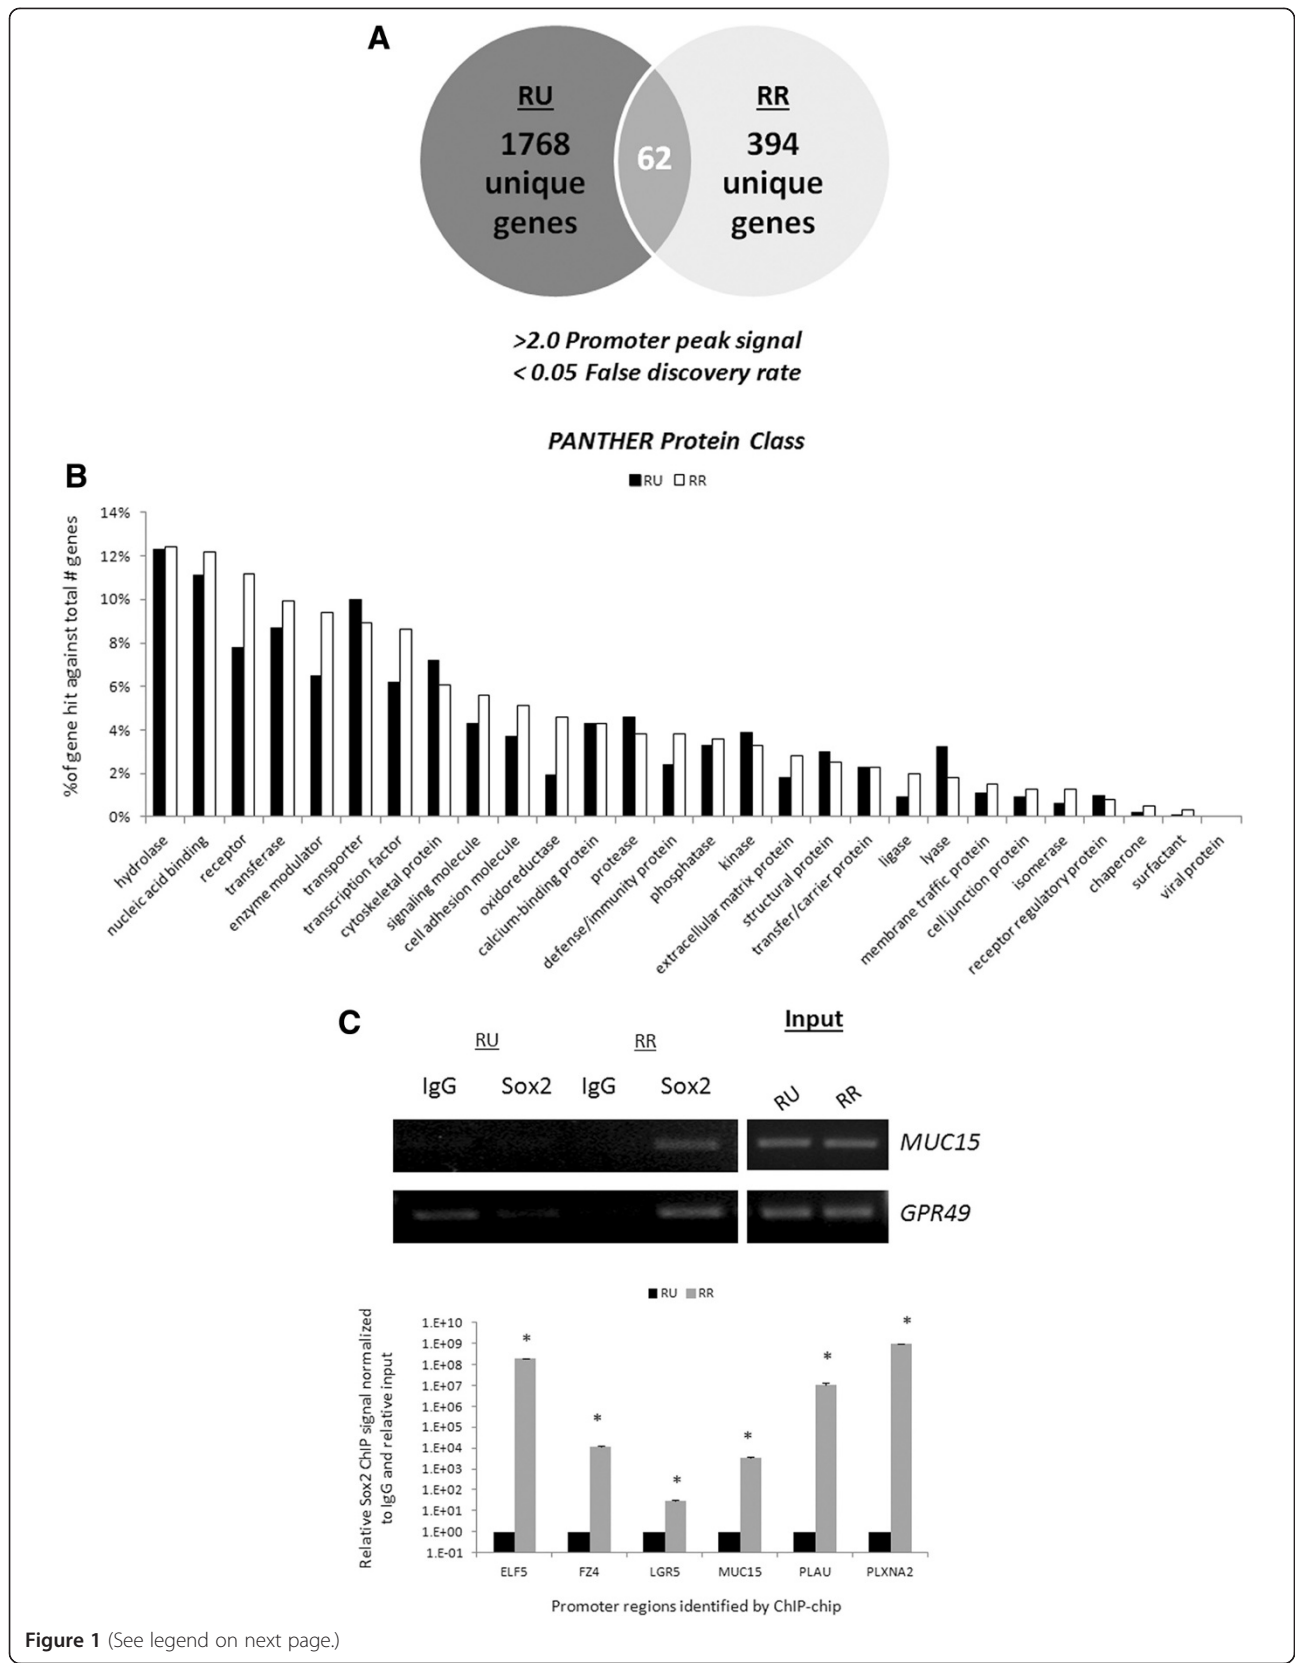 A
RU
1768
unique
genes
62
RR
394
unique
genes
>2.0 Promoter peak signal
< 0.05 False discovery rate
PANTHER Protein Class
B
RU RR
%of gene hit against total # genes
14%
12%
10%
8%
6%
4%
2%
0%
hydrolase
nucleic acid binding
receptor
transferase
enzyme modulator
transporter
transcription factor
cytoskeletal protein
signaling molecule
cell adhesion molecule
oxidoreductase
calcium-binding protein
protease
defense/immunity protein
phosphatase
kinase
extracellular matrix protein
structural protein
transfer/carrier protein
ligase
lyase
membrane traffic protein
cell junction protein
isomerase
receptor regulatory protein
chaperone
surfactant
viral protein
C
RU RR Input
IgG Sox2 IgG Sox2 RU RR
MUC15
GPR49
RU RR
Relative Sox2 ChIP signal normalized
to IgG and relative input
1.E+10
1.E+09
1.E+08
1.E+07
1.E+06
1.E+05
1.E+04
1.E+03
1.E+02
1.E+01
1.E+00
1.E-01
* * * * * *
ELF5 FZ4 LGR5 MUC15 PLAU PLXNA2
Promoter regions identified by ChIP-chip
Figure 1 (See legend on next page.)